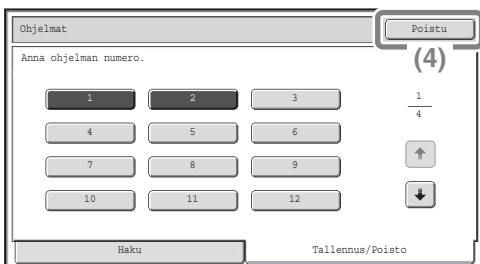 Ohjelmat
Poistu
(4)
Anna ohjelman numero.
1 2 3
1
4
4 5 6
7 8 9
10 11 12
Haku
Tallennus/Poisto